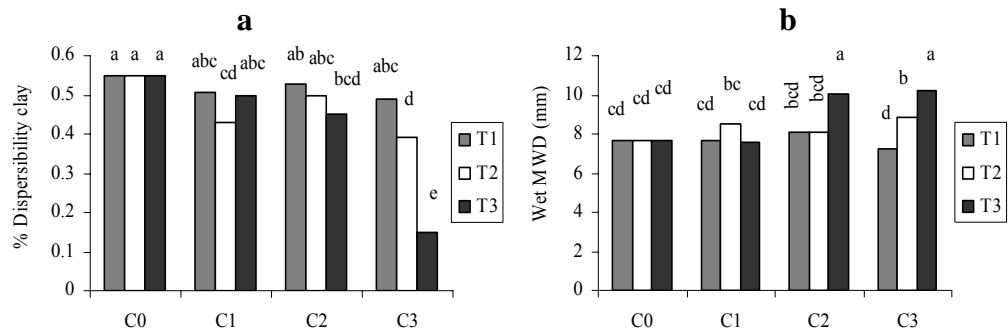 a
% Dispersibility clay
0.6
0.5
0.4
0.3
0.2
0.1
0
a a a
abc cd abc
ab abc bcd
abc d e
C0 C1 C2 C3
T1
T2
T3
b
Wet MWD (mm)
12
10
8
6
4
2
0
cd cd cd
cd bc cd
bcd bcd a
d b a
C0 C1 C2 C3
T1
T2
T3